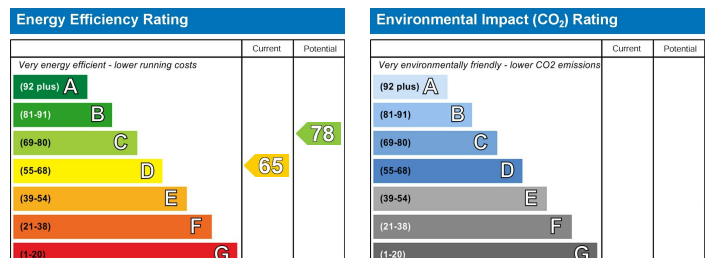 Energy Efficiency Rating
Current Potential
Very energy efficient - lower running costs
(92 plus) A
(81-91) B
(69-80) C
78
(55-68) D
65
(39-54) E
(21-38) F
(1-20) G
Environmental Impact (CO₂) Rating
Current Potential
Very environmentally friendly - lower CO2 emissions
(92 plus) A
(81-91) B
(69-80) C
(55-68) D
(39-54) E
(21-38) F
(1-20) G